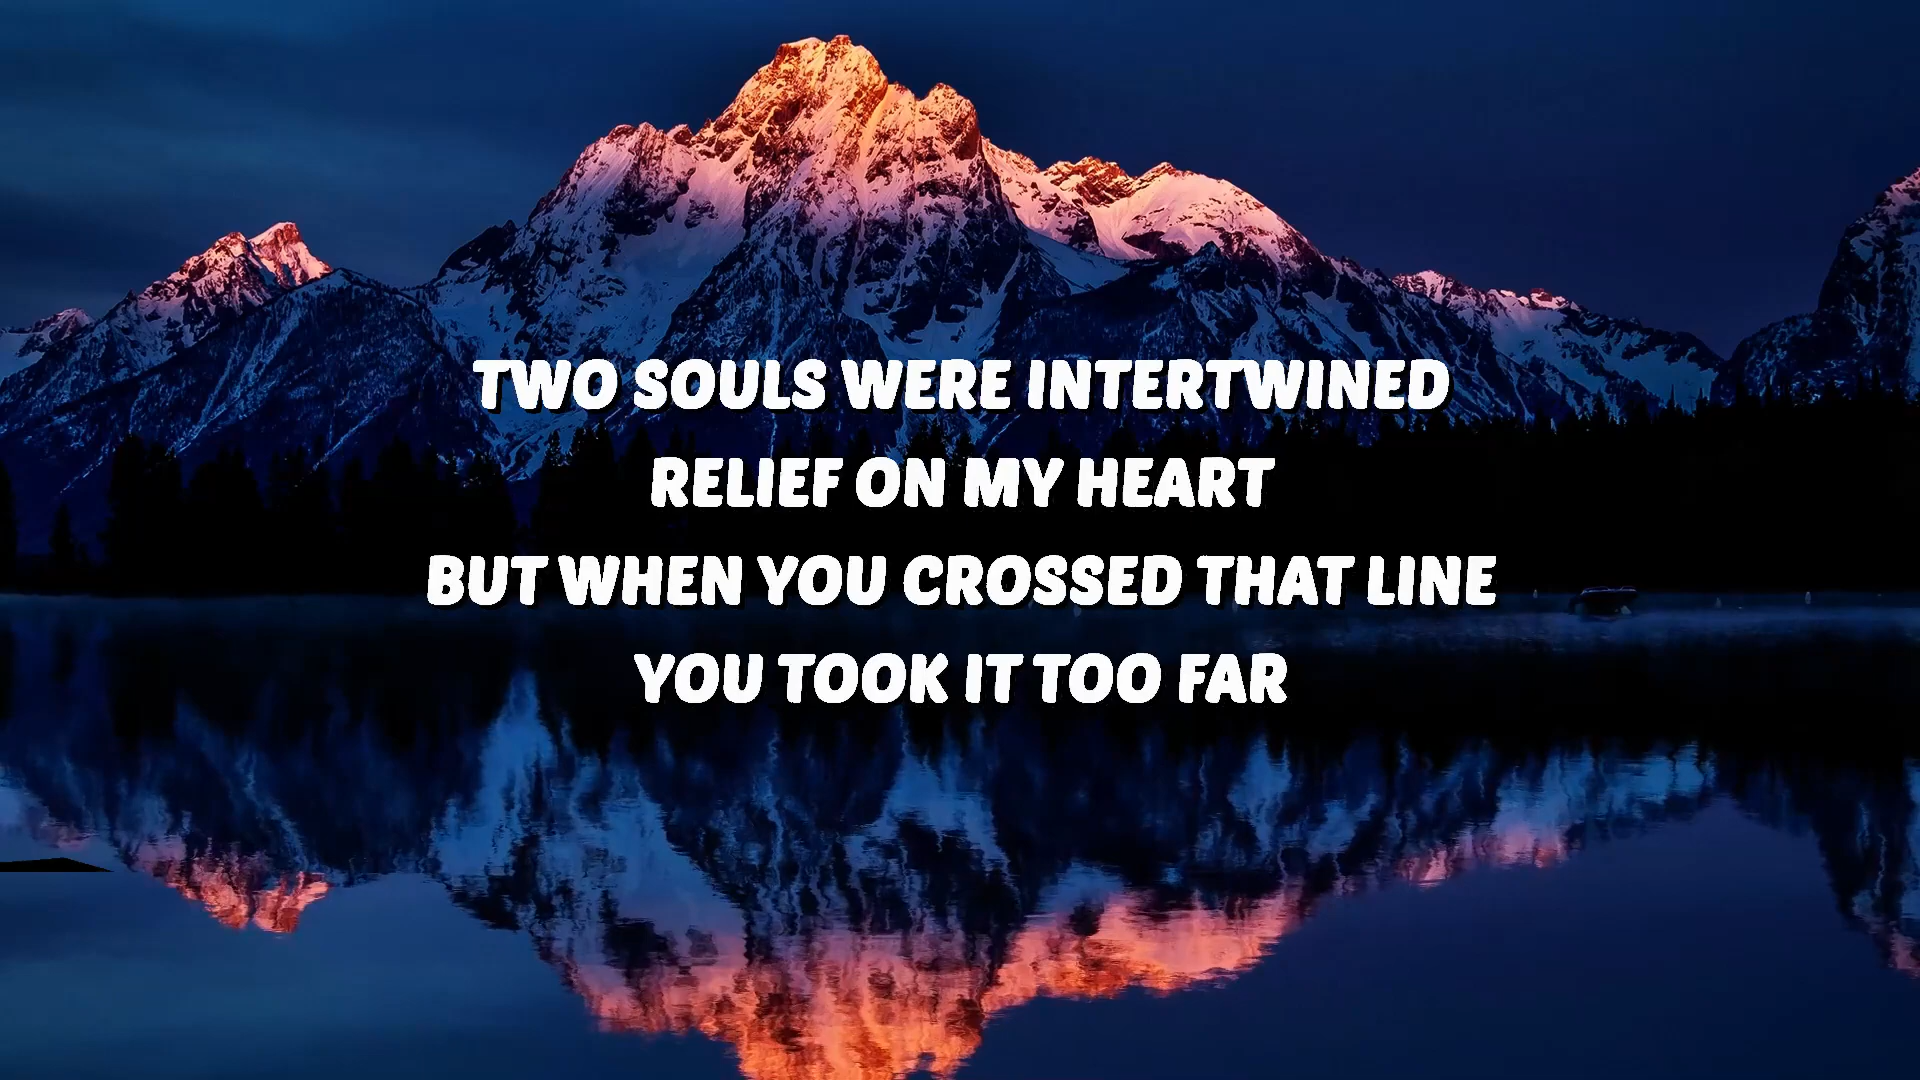 TWO SOULS WERE INTERTWINED
RELIEF ON MY HEART
BUT WHEN YOU CROSSED THAT LINE
YOU TOOK IT TOO FAR